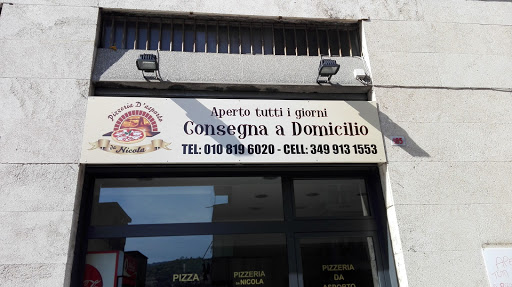 Pizzeria D'asporto
Da Nicola
Aperto tutti i giorni
Consegna a Domicilio
TEL: 010 819 6020 - CELL: 349 913 1553
PIZZA
PIZZERIA
NICOLA
PIZZERIA
DA
ASPORTO